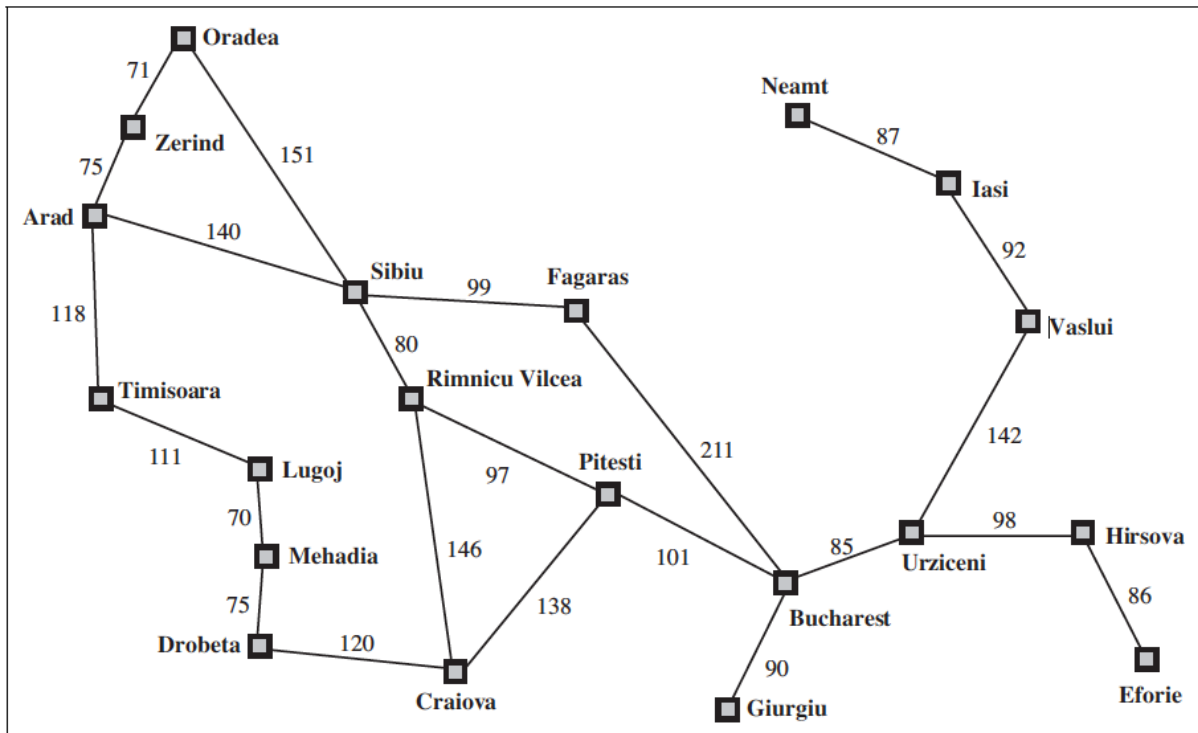 Oradea
71
Neamt
Zerind
87
151
75
Iasi
Arad
140
92
Sibiu
99
Fagaras
118
Vaslui
80
Timisoara
Rimnicu Vilcea
142
111
211
Lugoj
97
Pitesti
70
98
Hirsova
146
101
85
Urziceni
Mehadia
86
75
138
Bucharest
Drobeta
120
90
Craiova
Giurgiu
Eforie